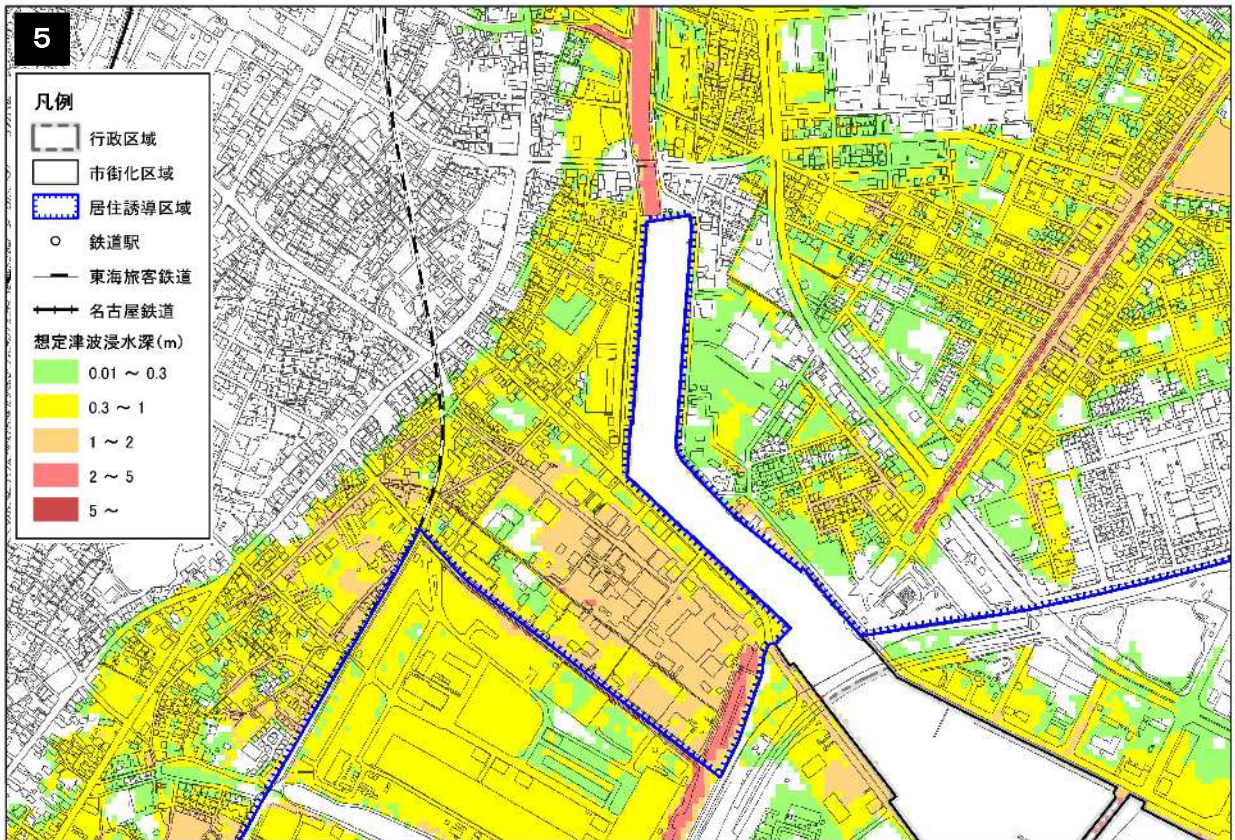 5
凡例
行政区域
市街化区域
居住誘導区域
鉄道駅
東海旅客鉄道
名古屋鉄道
想定津波浸水深(m)
0.01 ～ 0.3
0.3 ～ 1
1 ～ 2
2 ～ 5
5 ～